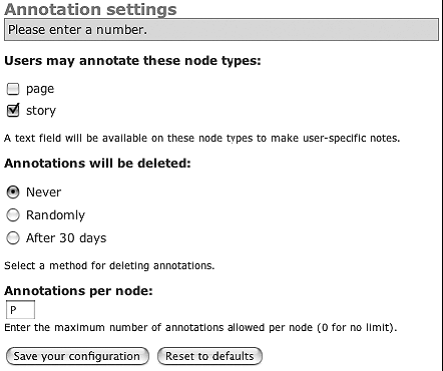 Annotation settings
Please enter a number.
Users may annotate these node types:
page
story
A text field will be available on these node types to make user-specific notes.
Annotations will be deleted:
Never
Randomly
After 30 days
Select a method for deleting annotations.
Annotations per node:
P
Enter the maximum number of annotations allowed per node (0 for no limit).
Save your configuration Reset to defaults